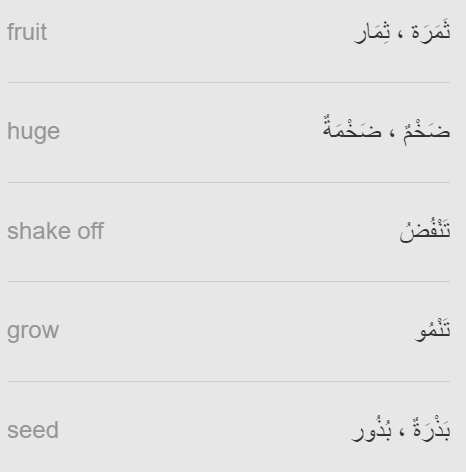 fruit ثَمَرَة ، ثِمَار
huge ضَخْمٌ ، ضَخْمَةٌ
shake off تَنْفُضُ
grow تَنْمُو
seed بَذْرَةٌ ، بُذُور